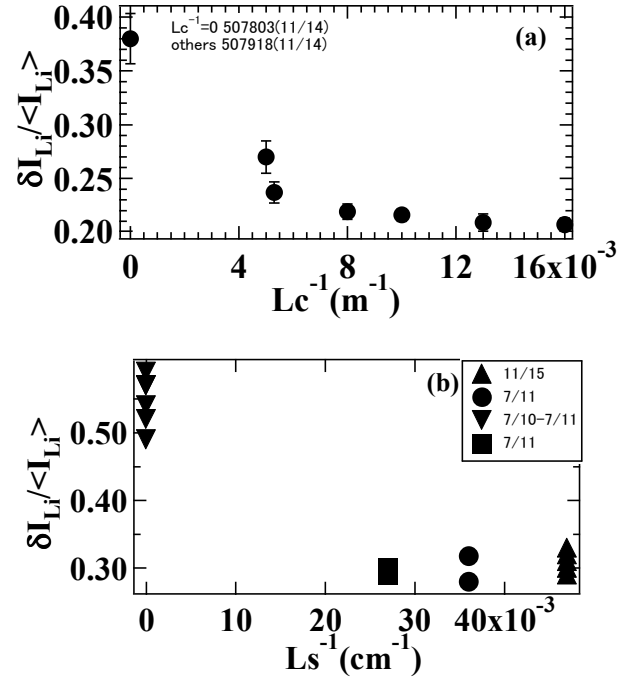 Lc⁻¹=0 507803(11/14)
others 507918(11/14)
(a)
δI_Li/<I_Li>
0.40
0.35
0.30
0.25
0.20
0
4
8
12
16x10⁻³
Lc⁻¹(m⁻¹)
(b)
11/15
7/11
7/10-7/11
7/11
δI_Li/<I_Li>
0.50
0.40
0.30
0
10
20
30
40x10⁻³
Ls⁻¹(cm⁻¹)